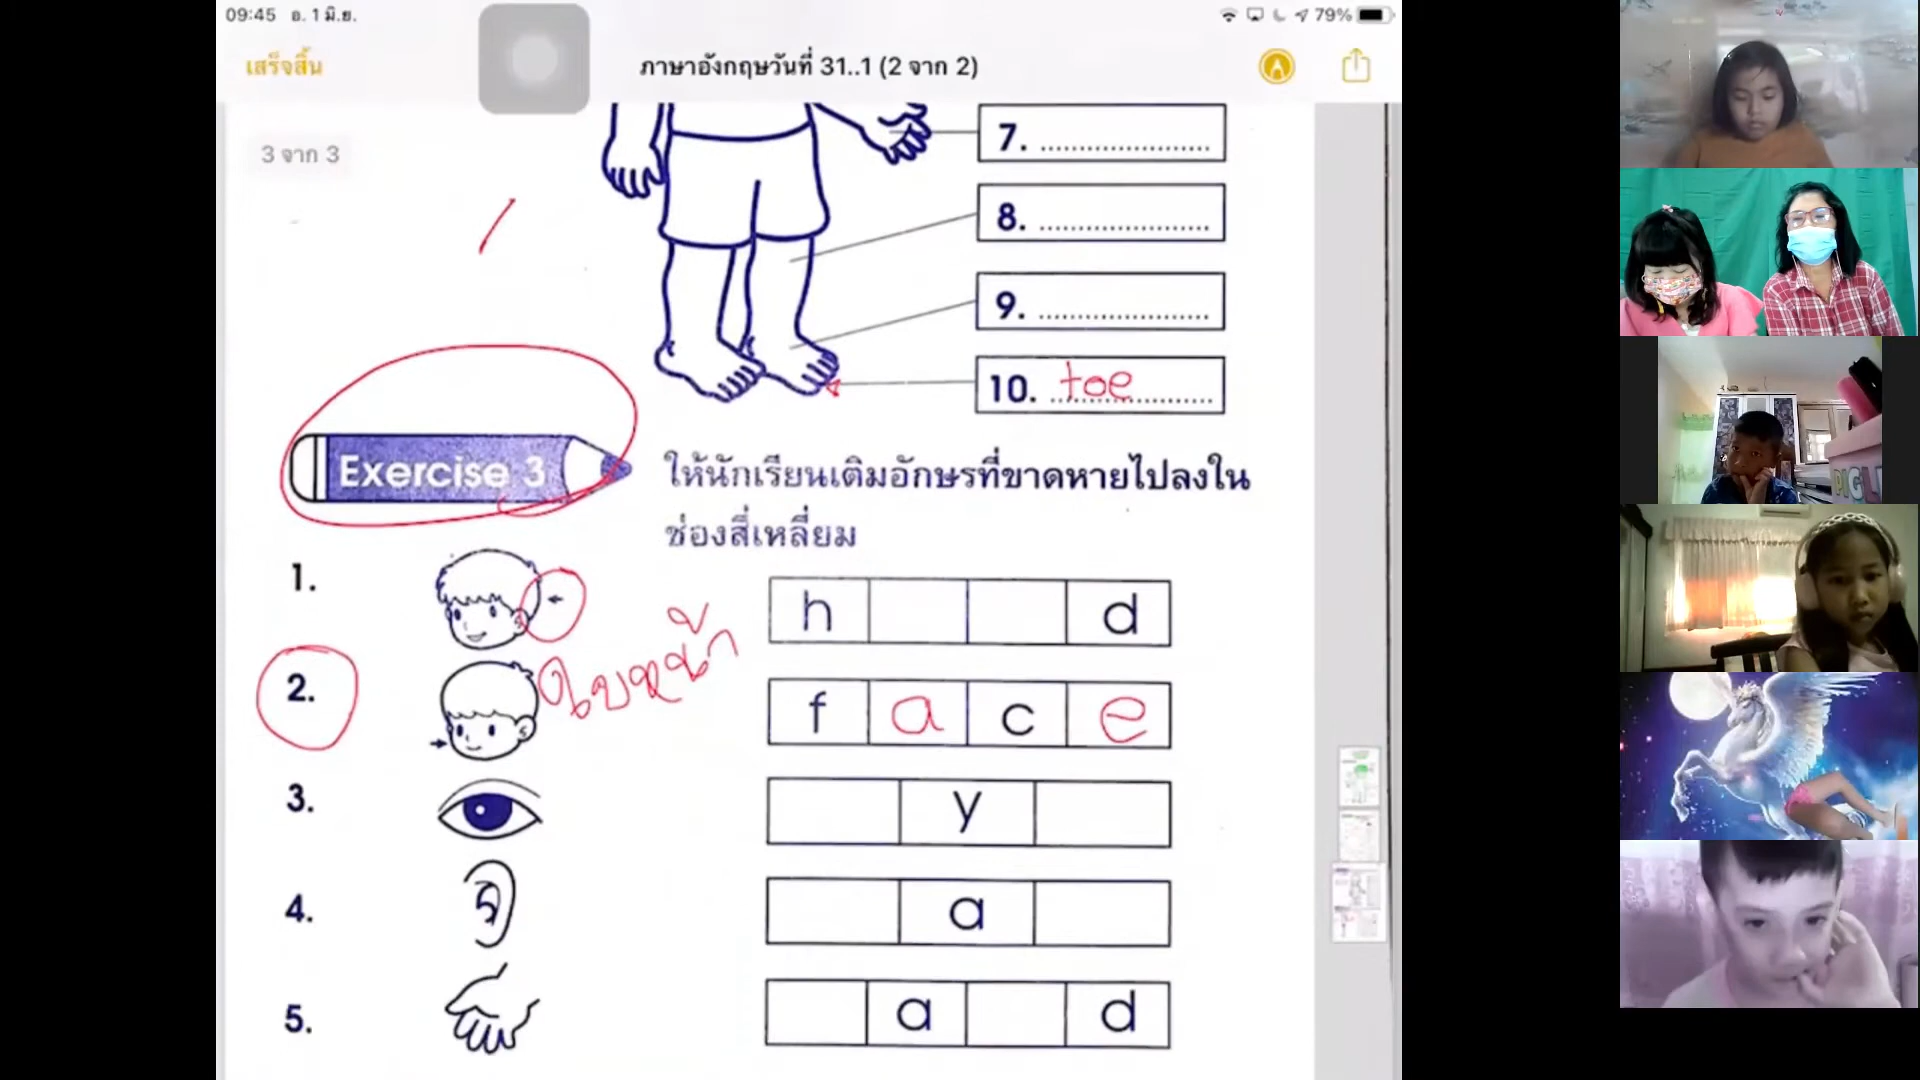 09:45 อ. 1 มิ.ย.
79%
เสร็จสิ้น
ภาษาอังกฤษวันที่ 31..1 (2 จาก 2)
3 จาก 3
7. ......................
8. ......................
9. ......................
10. toe
Exercise 3
ให้นักเรียนเติมอักษรที่ขาดหายไปลงใน
ช่องสี่เหลี่ยม
1.
h d
2.
ใบหน้า
f a c e
3.
y
4.
a
5.
a d
PIGL